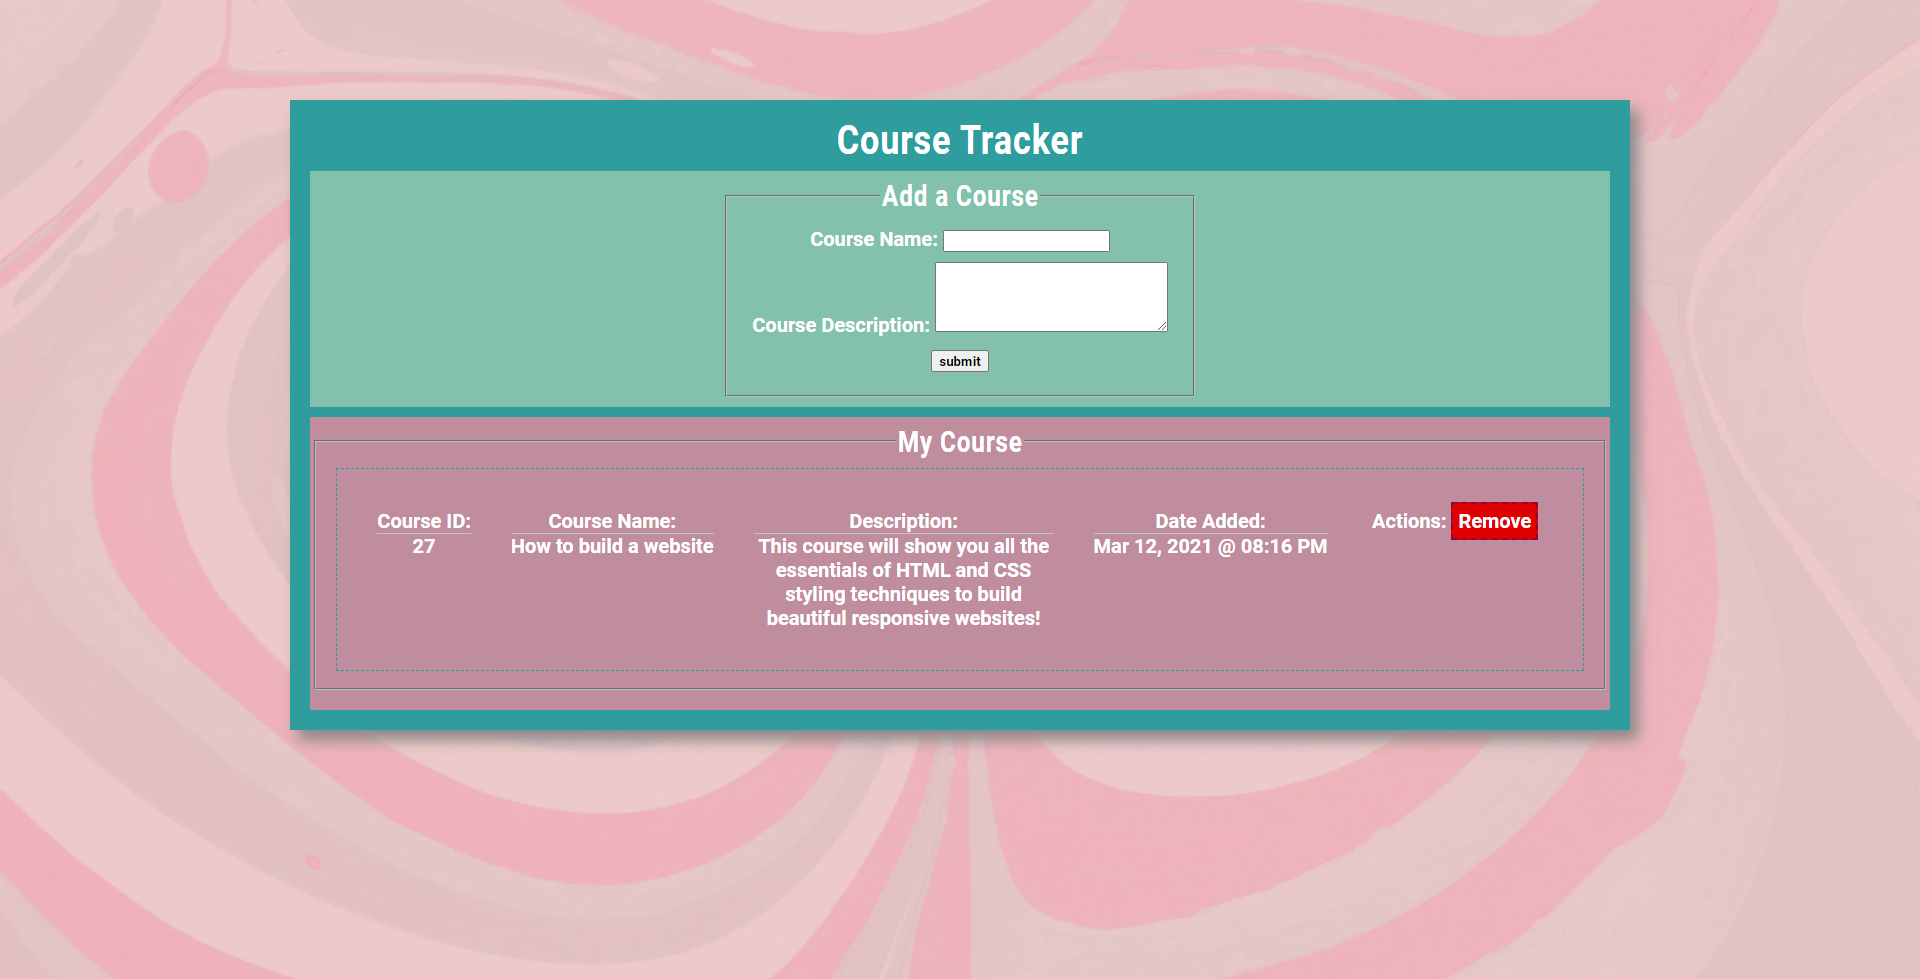 Course Tracker
Add a Course
Course Name:
Course Description:
submit
My Course
Course ID:
27
Course Name:
How to build a website
Description:
This course will show you all the
essentials of HTML and CSS
styling techniques to build
beautiful responsive websites!
Date Added:
Mar 12, 2021 @ 08:16 PM
Actions: Remove